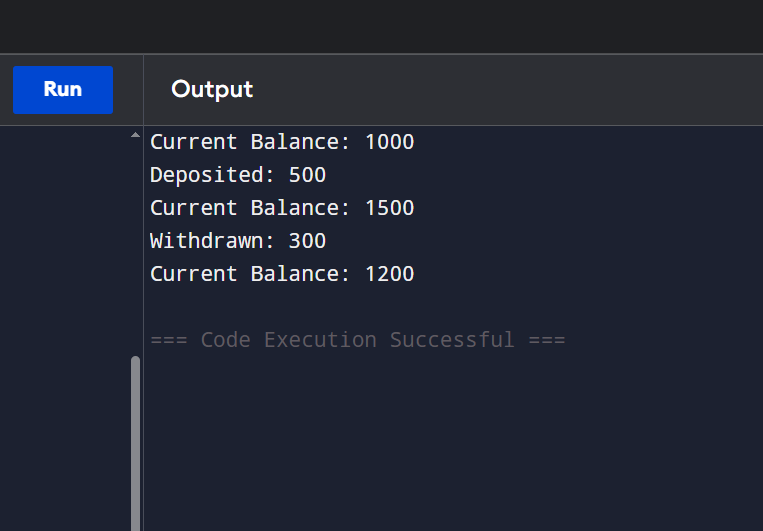 Run
Output
Current Balance: 1000
Deposited: 500
Current Balance: 1500
Withdrawn: 300
Current Balance: 1200
=== Code Execution Successful ===